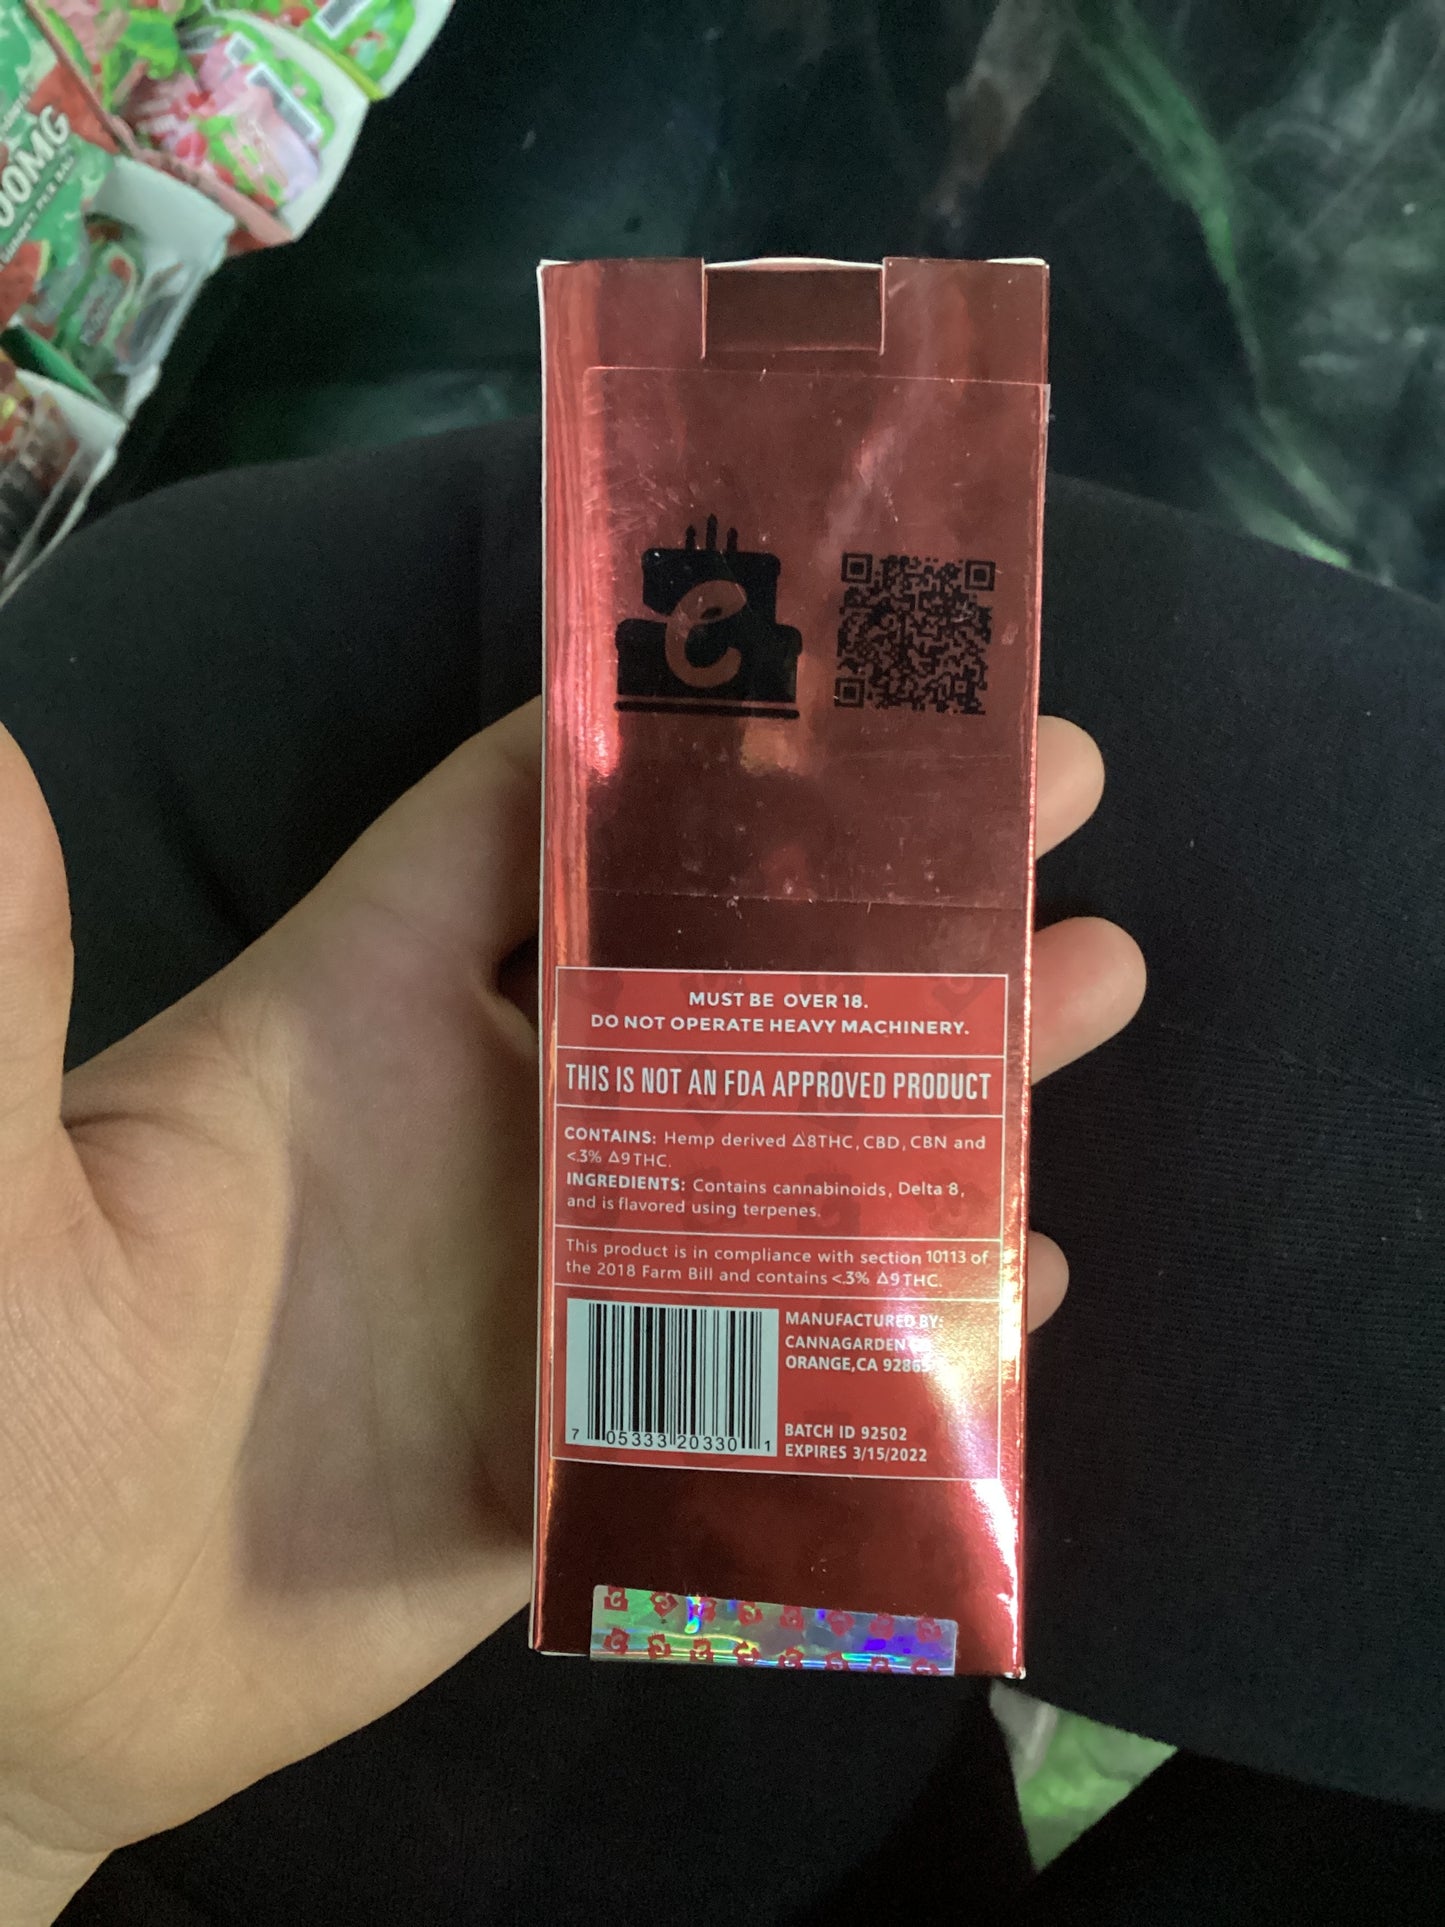 00MG
MUST BE OVER 18.
DO NOT OPERATE HEAVY MACHINERY.
THIS IS NOT AN FDA APPROVED PRODUCT
CONTAINS: Hemp derived Δ8THC, CBD, CBN and
<.3% Δ9THC.
INGREDIENTS: Contains cannabinoids, Delta 8,
and is flavored using terpenes.
This product is in compliance with section 10113 of
the 2018 Farm Bill and contains <.3% Δ9THC.
MANUFACTURED BY:
CANNAGARDEN
ORANGE,CA 92865
7 05333 20330 1
BATCH ID 92502
EXPIRES 3/15/2022